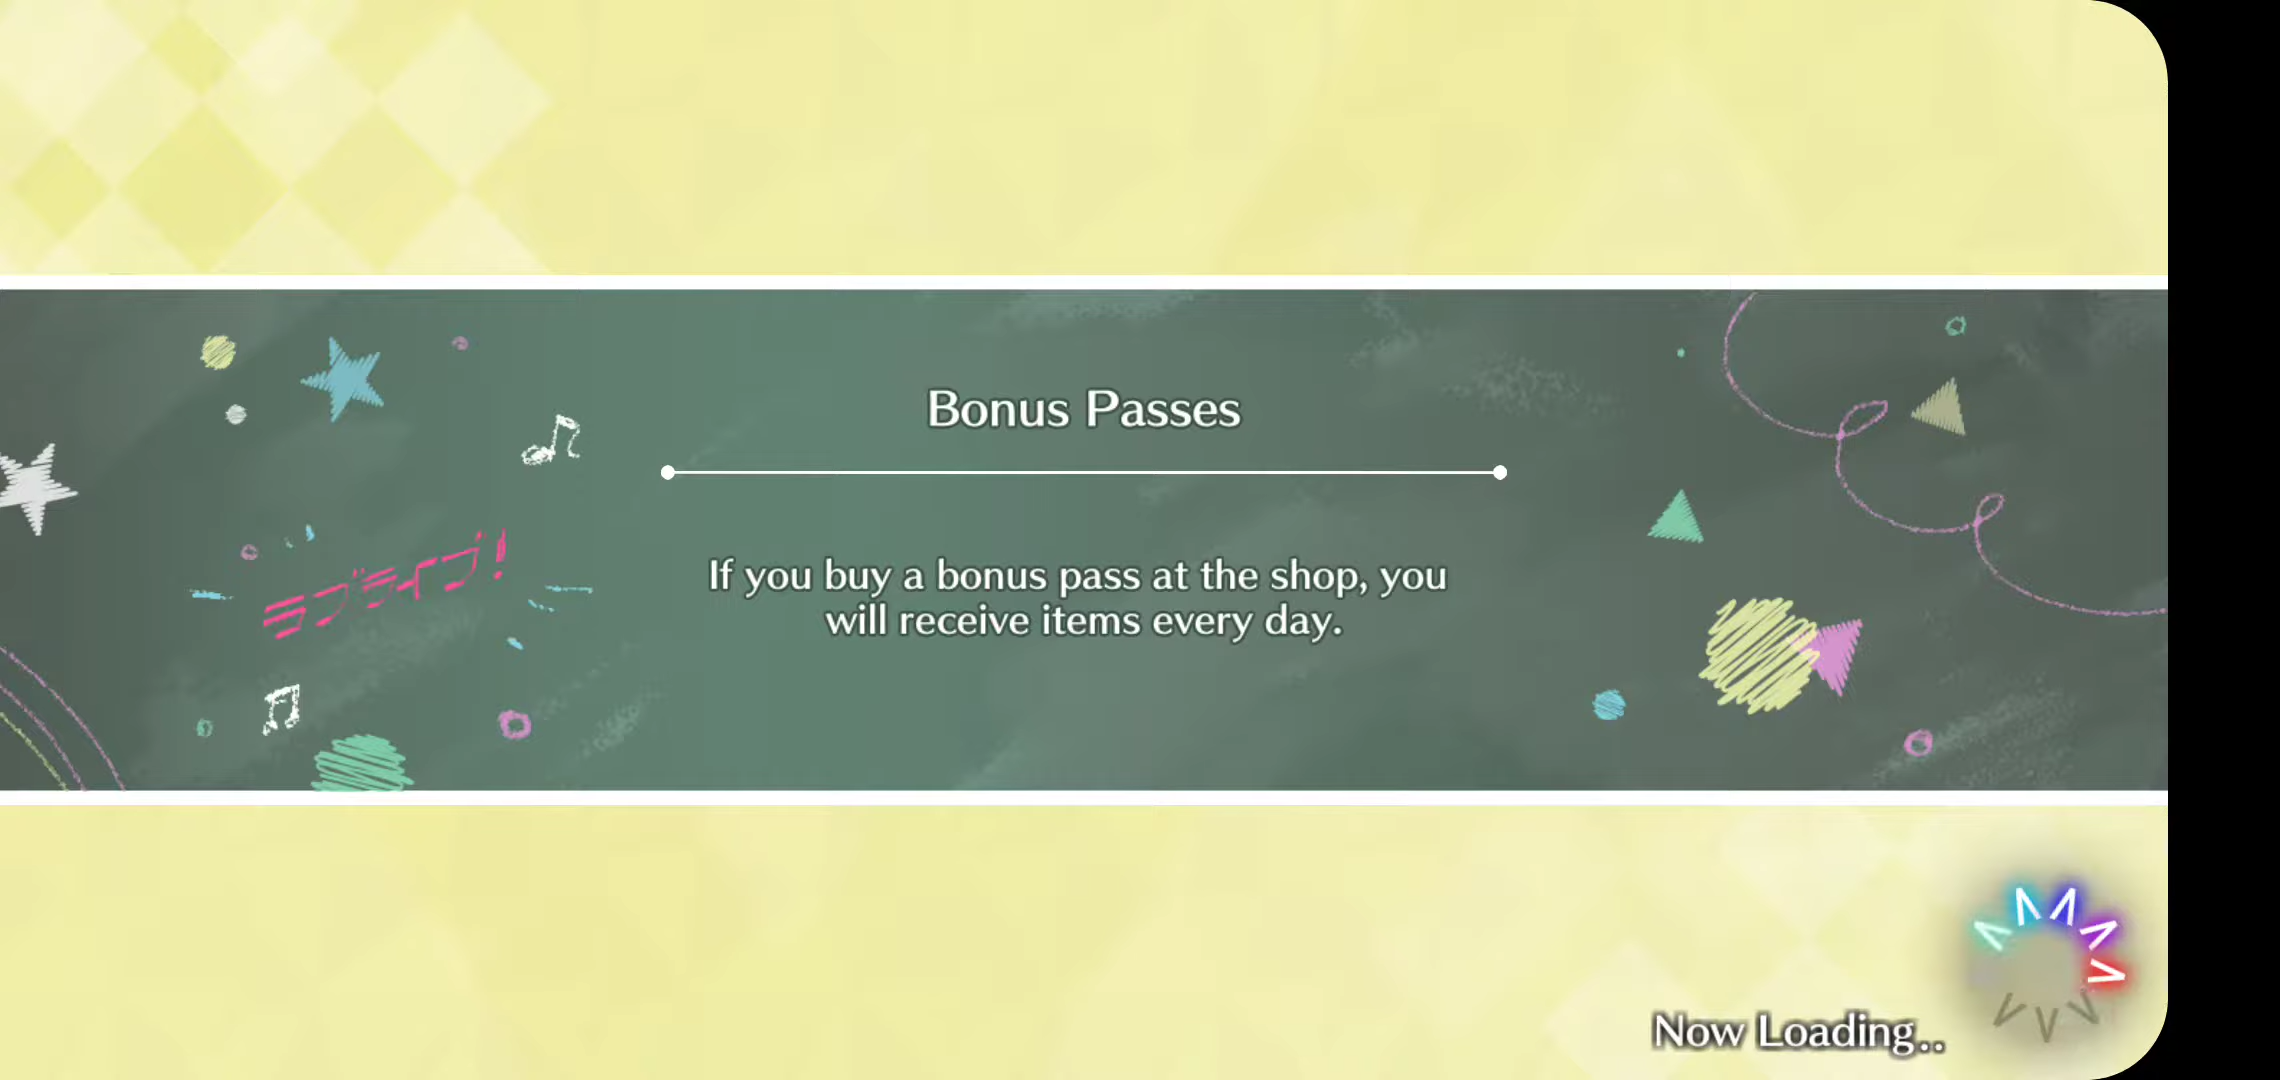 Bonus Passes
ラブライブ!
If you buy a bonus pass at the shop, you
will receive items every day.
Now Loading..